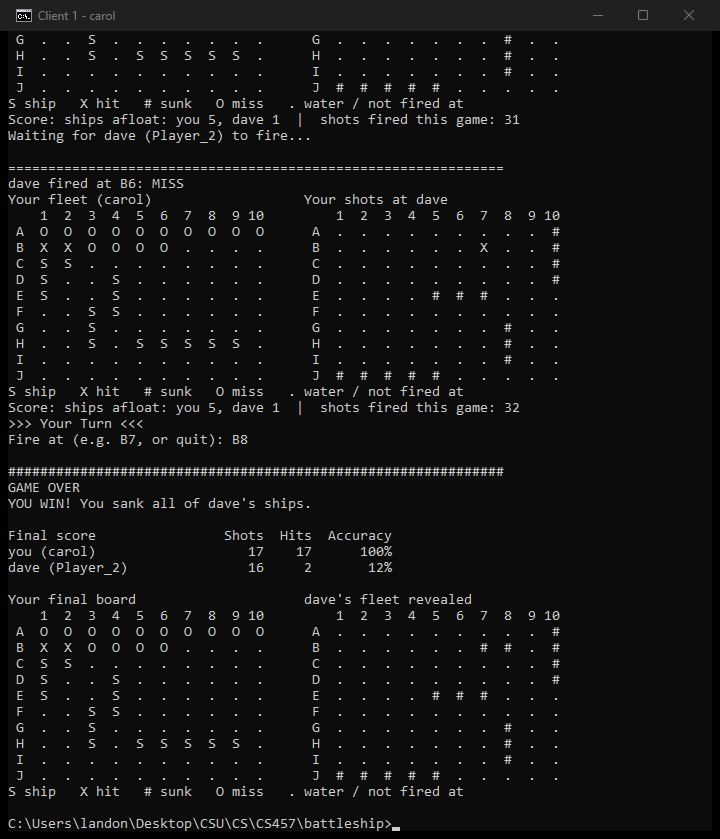 Client 1 - carol
G  .  .  S  .  .  .  .  .  .  .      G  .  .  .  .  .  .  .  #  .  .
H  .  .  S  .  S  S  S  S  S  .      H  .  .  .  .  .  .  .  #  .  .
I  .  .  .  .  .  .  .  .  .  .      I  .  .  .  .  .  .  .  #  .  .
J  .  .  .  .  .  .  .  .  .  .      J  #  #  #  #  #  .  .  .  .  .
S ship   X hit   # sunk   O miss   . water / not fired at
Score: ships afloat: you 5, dave 1  |  shots fired this game: 31
Waiting for dave (Player_2) to fire...
==============================================================
dave fired at B6: MISS
Your fleet (carol)                   Your shots at dave
    1  2  3  4  5  6  7  8  9 10         1  2  3  4  5  6  7  8  9 10
A  O  O  O  O  O  O  O  O  O  O      A  .  .  .  .  .  .  .  .  .  #
B  X  X  O  O  O  O  .  .  .  .      B  .  .  .  .  .  .  X  .  .  #
C  S  S  .  .  .  .  .  .  .  .      C  .  .  .  .  .  .  .  .  .  #
D  S  .  .  S  .  .  .  .  .  .      D  .  .  .  .  .  .  .  .  .  #
E  S  .  .  S  .  .  .  .  .  .      E  .  .  .  .  #  #  #  .  .  .
F  .  .  S  S  .  .  .  .  .  .      F  .  .  .  .  .  .  .  .  .  .
G  .  .  S  .  .  .  .  .  .  .      G  .  .  .  .  .  .  .  #  .  .
H  .  .  S  .  S  S  S  S  S  .      H  .  .  .  .  .  .  .  #  .  .
I  .  .  .  .  .  .  .  .  .  .      I  .  .  .  .  .  .  .  #  .  .
J  .  .  .  .  .  .  .  .  .  .      J  #  #  #  #  #  .  .  .  .  .
S ship   X hit   # sunk   O miss   . water / not fired at
Score: ships afloat: you 5, dave 1  |  shots fired this game: 32
>>> Your Turn <<<
Fire at (e.g. B7, or quit): B8
##############################################################
GAME OVER
YOU WIN! You sank all of dave's ships.
Final score                Shots  Hits  Accuracy
you (carol)                   17    17      100%
dave (Player_2)               16     2       12%
Your final board                     dave's fleet revealed
    1  2  3  4  5  6  7  8  9 10         1  2  3  4  5  6  7  8  9 10
A  O  O  O  O  O  O  O  O  O  O      A  .  .  .  .  .  .  .  .  .  #
B  X  X  O  O  O  O  .  .  .  .      B  .  .  .  .  .  .  #  #  .  #
C  S  S  .  .  .  .  .  .  .  .      C  .  .  .  .  .  .  .  .  .  #
D  S  .  .  S  .  .  .  .  .  .      D  .  .  .  .  .  .  .  .  .  #
E  S  .  .  S  .  .  .  .  .  .      E  .  .  .  .  #  #  #  .  .  .
F  .  .  S  S  .  .  .  .  .  .      F  .  .  .  .  .  .  .  .  .  .
G  .  .  S  .  .  .  .  .  .  .      G  .  .  .  .  .  .  .  #  .  .
H  .  .  S  .  S  S  S  S  S  .      H  .  .  .  .  .  .  .  #  .  .
I  .  .  .  .  .  .  .  .  .  .      I  .  .  .  .  .  .  .  #  .  .
J  .  .  .  .  .  .  .  .  .  .      J  #  #  #  #  #  .  .  .  .  .
S ship   X hit   # sunk   O miss   . water / not fired at
C:\Users\landon\Desktop\CSU\CS\CS457\battleship>